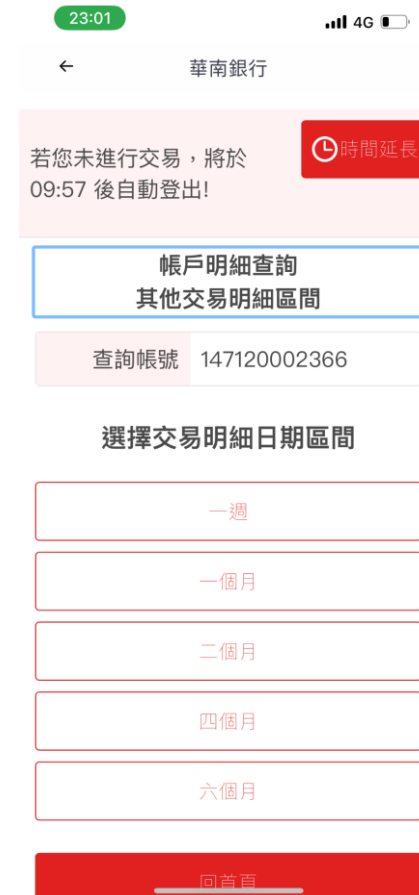 23:01
4G
華南銀行
若您未進行交易，將於
09:57 後自動登出!
時間延長
帳戶明細查詢
其他交易明細區間
查詢帳號 147120002366
選擇交易明細日期區間
一週
一個月
二個月
四個月
六個月
回首頁